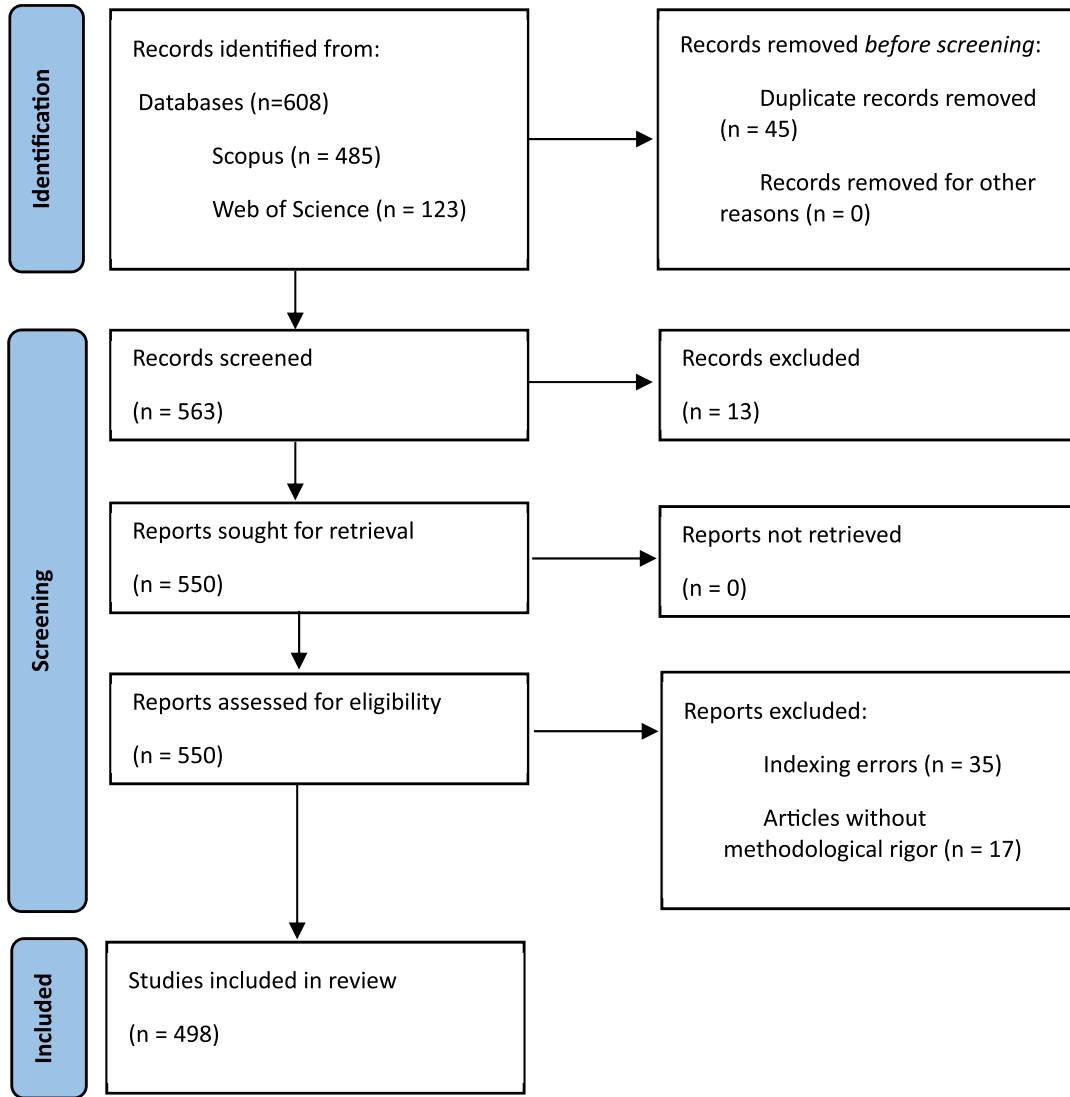 Identification
Records identified from:
Databases (n=608)
Scopus (n = 485)
Web of Science (n = 123)
Records removed before screening:
Duplicate records removed
(n = 45)
Records removed for other
reasons (n = 0)
Screening
Records screened
(n = 563)
Records excluded
(n = 13)
Reports sought for retrieval
(n = 550)
Reports not retrieved
(n = 0)
Reports assessed for eligibility
(n = 550)
Reports excluded:
Indexing errors (n = 35)
Articles without
methodological rigor (n = 17)
Included
Studies included in review
(n = 498)